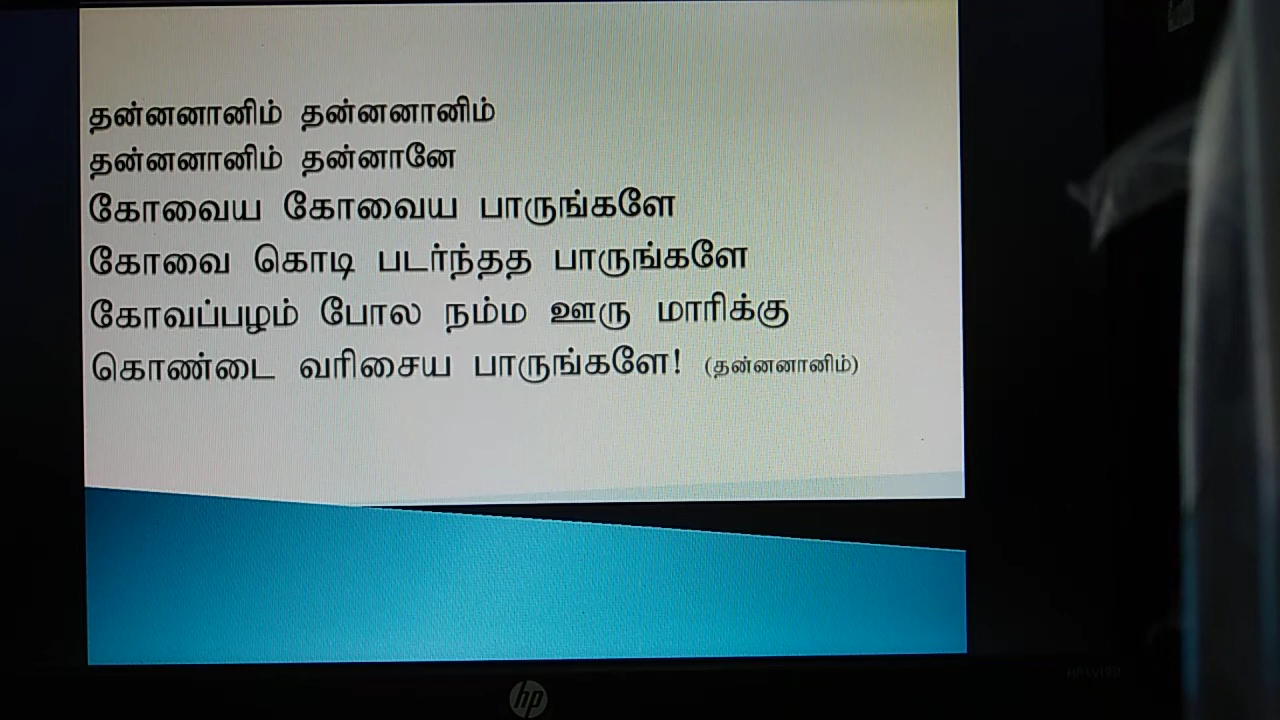 தன்னனானிம் தன்னனானிம்
தன்னனானிம் தன்னானே
கோவைய கோவைய பாருங்களே
கோவை கொடி படர்ந்தத பாருங்களே
கோவப்பழம் போல நம்ம ஊரு மாரிக்கு
கொண்டை வரிசைய பாருங்களே! (தன்னனானிம்)
hp